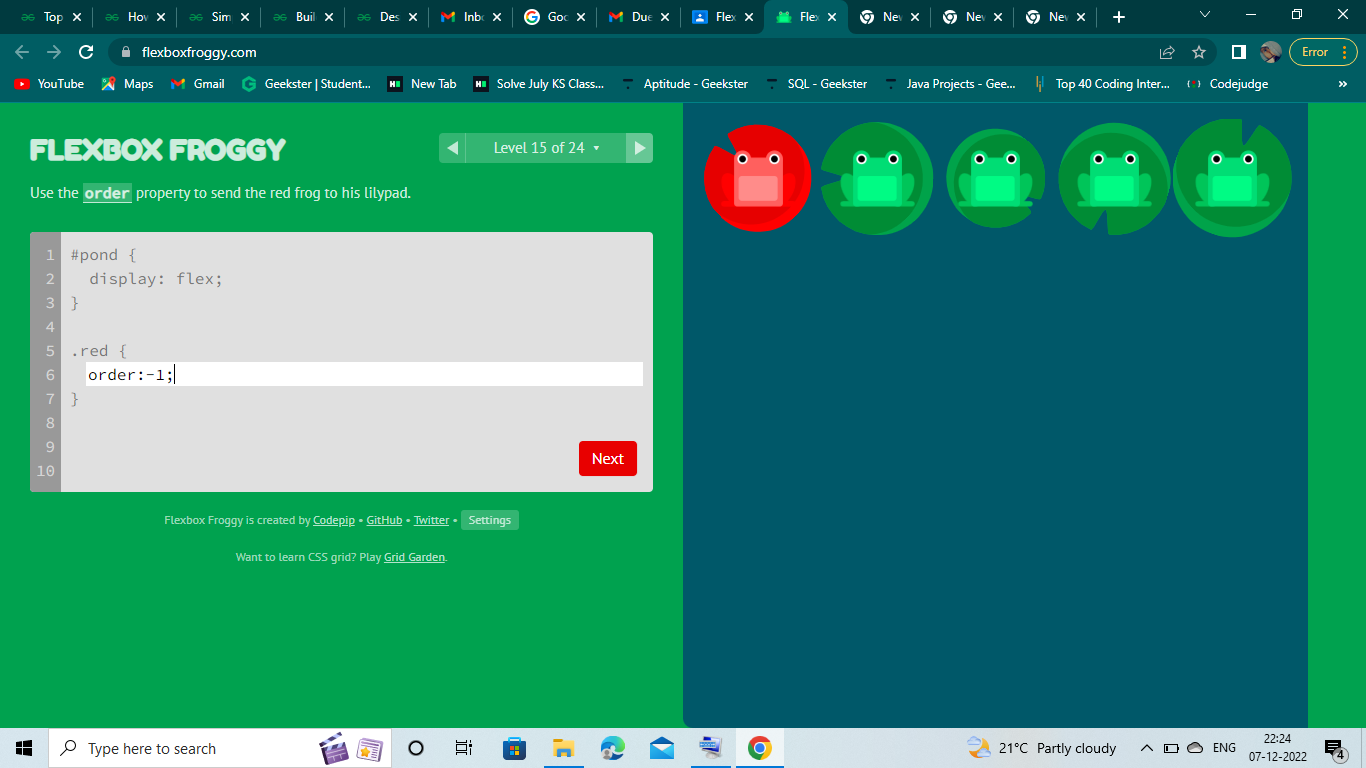 Top
How
Sim
Buil
Des
Inbo
Goo
Due
Flex
Flex
New
New
New
flexboxfroggy.com
Error
YouTube
Maps
Gmail
Geekster | Student...
New Tab
Solve July KS Class...
Aptitude - Geekster
SQL - Geekster
Java Projects - Gee...
Top 40 Coding Inter...
Codejudge
»
FLEXBOX FROGGY
Level 15 of 24
Use the order property to send the red frog to his lilypad.
1 #pond {
2 display: flex;
3 }
4
5 .red {
6 order:-1;
7 }
8
9
10
Next
Flexbox Froggy is created by Codepip • GitHub • Twitter • Settings
Want to learn CSS grid? Play Grid Garden.
Type here to search
21°C Partly cloudy
ENG
22:24
07-12-2022
4